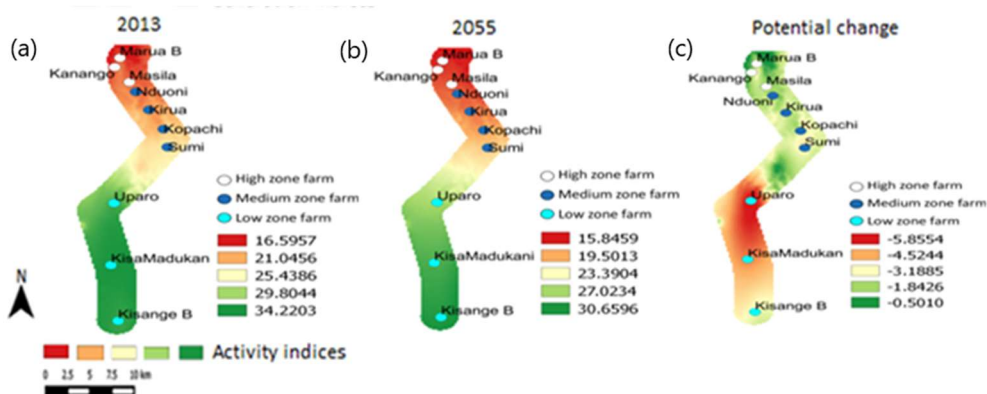 2013
2055
Potential change
(a)
Marua B
Kanango
Masila
Nduoni
Kirua
Kopachi
Sumi
Uparo
KisaMadukan
Kisange B
High zone farm
Medium zone farm
Low zone farm
16.5957
21.0456
25.4386
29.8044
34.2203
(b)
Marua B
Kanango
Masila
Nduoni
Kirua
Kopachi
Sumi
Uparo
KisaMadukani
Kisange B
High zone farm
Medium zone farm
Low zone farm
15.8459
19.5013
23.3904
27.0234
30.6596
(c)
Marua B
Kanango
Masila
Nduoni
Kirua
Kopachi
Sumi
Uparo
KisaMadukan
Kisange B
High zone farm
Medium zone farm
Low zone farm
-5.8554
-4.5244
-3.1885
-1.8426
-0.5010
N
Activity indices
0 2.5 5 7.5 10 km